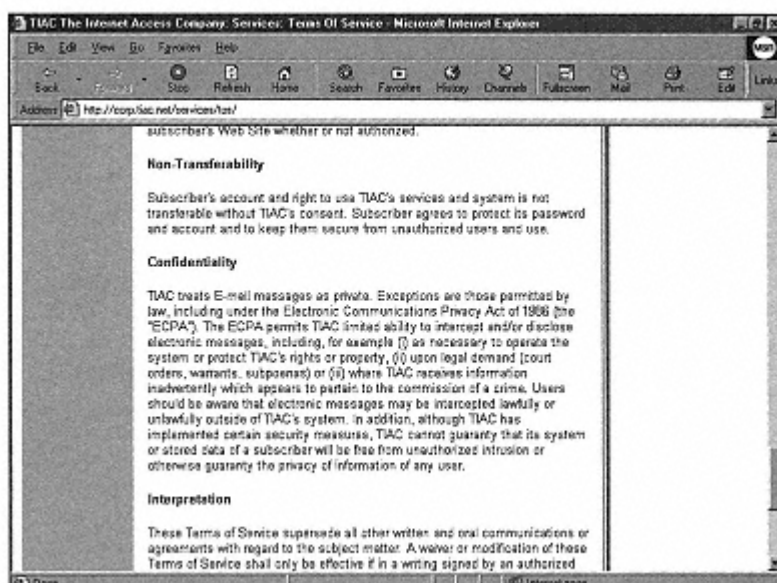 TIAC The Internet Access Company: Services: Terms Of Service - Microsoft Internet Explorer
File Edit View Go Favorites Help
Back Stop Refresh Home Search Favorites History Channels Fullscreen Mail Print Edit Links
Address http://corp.tiac.net/services/tos/
subscriber's Web Site whether or not authorized.
Non-Transferability
Subscriber's account and right to use TIAC's services and system is not
transferable without TIAC's consent. Subscriber agrees to protect its password
and account and to keep them secure from unauthorized users and use.
Confidentiality
TIAC treats E-mail messages as private. Exceptions are those permitted by
law, including under the Electronic Communications Privacy Act of 1986 (the
"ECPA"). The ECPA permits TIAC limited ability to intercept and/or disclose
electronic messages, including, for example (i) as necessary to operate the
system or protect TIAC's rights or property, (ii) upon legal demand (court
orders, warrants, subpoenas) or (iii) where TIAC receives information
inadvertently which appears to pertain to the commission of a crime. Users
should be aware that electronic messages may be intercepted lawfully or
unlawfully outside of TIAC's system. In addition, although TIAC has
implemented certain security measures, TIAC cannot guaranty that its system
or stored data of a subscriber will be free from unauthorized intrusion or
otherwise guaranty the privacy of information of any user.
Interpretation
These Terms of Service supersede all other written and oral communications or
agreements with regard to the subject matter. A waiver or modification of these
Terms of Service shall only be effective if in a writing signed by an authorized